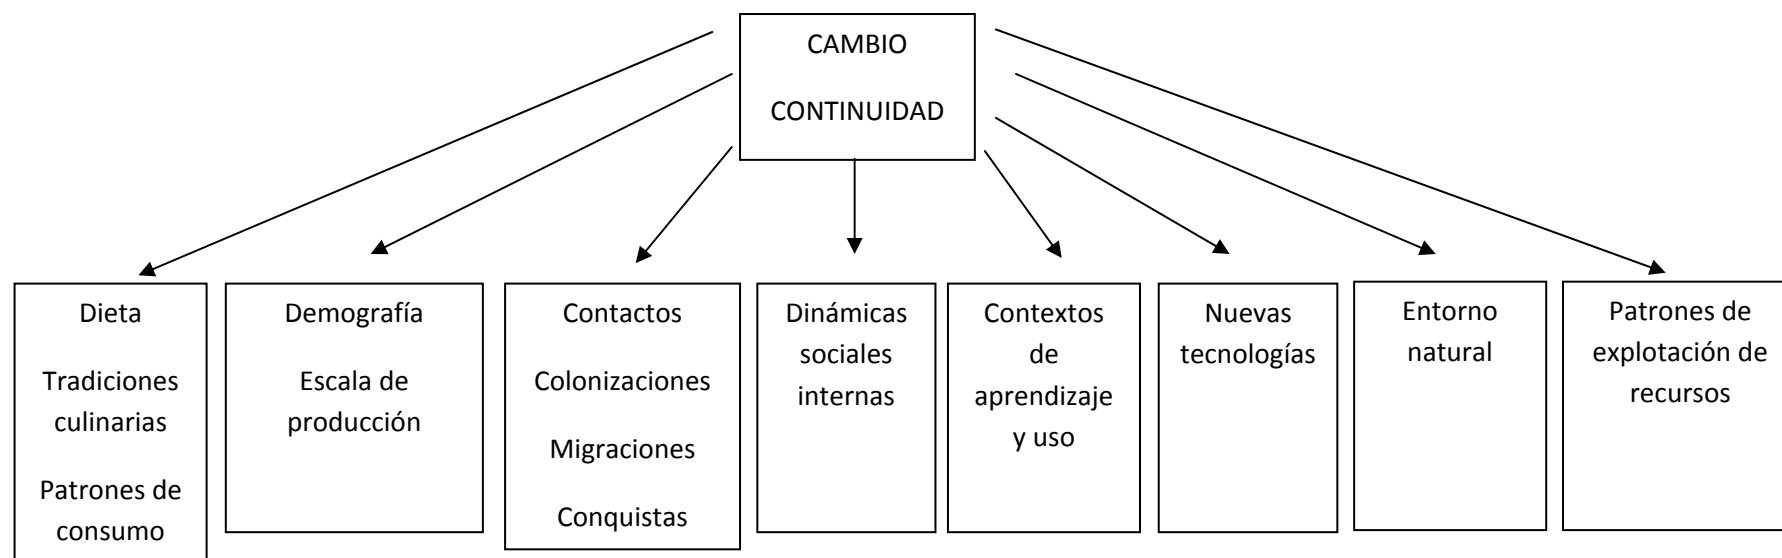 CAMBIO
CONTINUIDAD
Dieta
Tradiciones
culinarias
Patrones de
consumo
Demografía
Escala de
producción
Contactos
Colonizaciones
Migraciones
Conquistas
Dinámicas
sociales
internas
Contextos
de
aprendizaje
y uso
Nuevas
tecnologías
Entorno
natural
Patrones de
explotación de
recursos